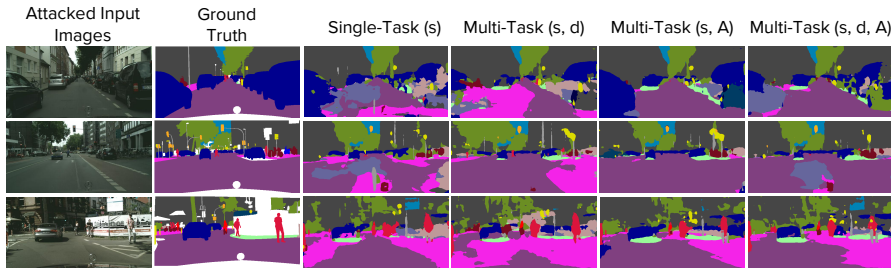 Attacked Input
Images
Ground
Truth
Single-Task (s)
Multi-Task (s, d)
Multi-Task (s, A)
Multi-Task (s, d, A)